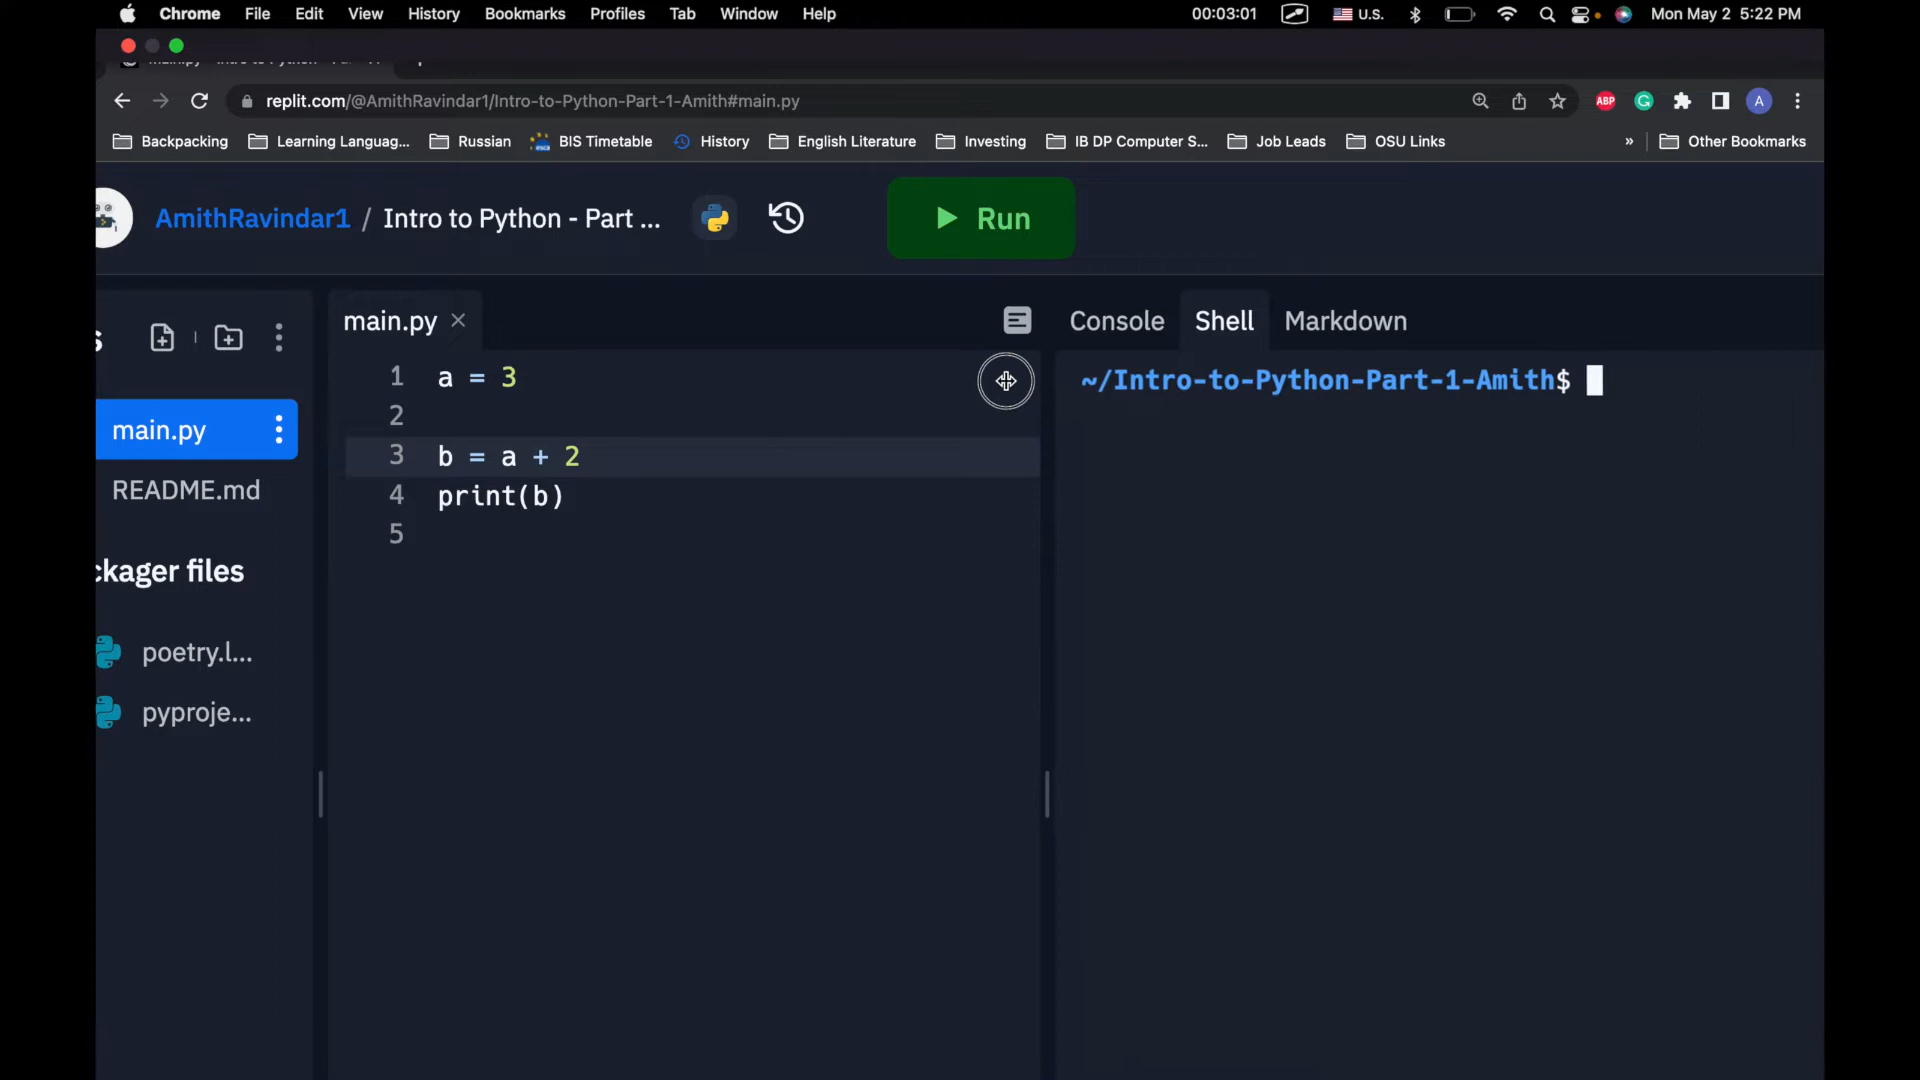 Chrome File Edit View History Bookmarks Profiles Tab Window Help 00:03:01 U.S. Mon May 2 5:22 PM
replit.com/@AmithRavindar1/Intro-to-Python-Part-1-Amith#main.py ABP A
Backpacking Learning Languag... Russian BIS Timetable History English Literature Investing IB DP Computer S... Job Leads OSU Links » Other Bookmarks
AmithRavindar1 / Intro to Python - Part ... Run
s main.py Console Shell Markdown
1 a = 3
~/Intro-to-Python-Part-1-Amith$
2
main.py
3 b = a + 2
README.md
4 print(b)
5
ckager files
poetry.l...
pyproje...